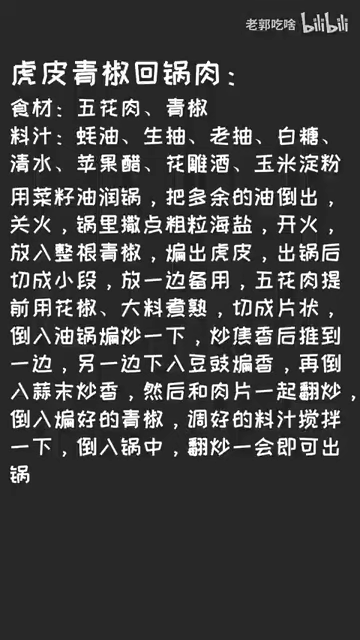 老郭吃啥 bilibili
虎皮青椒回锅肉：
食材：五花肉、青椒
料汁：蚝油、生抽、老抽、白糖、
清水、苹果醋、花雕酒、玉米淀粉
用菜籽油润锅，把多余的油倒出，
关火，锅里撒点粗粒海盐，开火，
放入整根青椒，煸出虎皮，出锅后
切成小段，放一边备用，五花肉提
前用花椒、大料煮熟，切成片状，
倒入油锅煸炒一下，炒焦香后推到
一边，另一边下入豆豉煸香，再倒
入蒜末炒香，然后和肉片一起翻炒，
倒入煸好的青椒，调好的料汁搅拌
一下，倒入锅中，翻炒一会即可出
锅